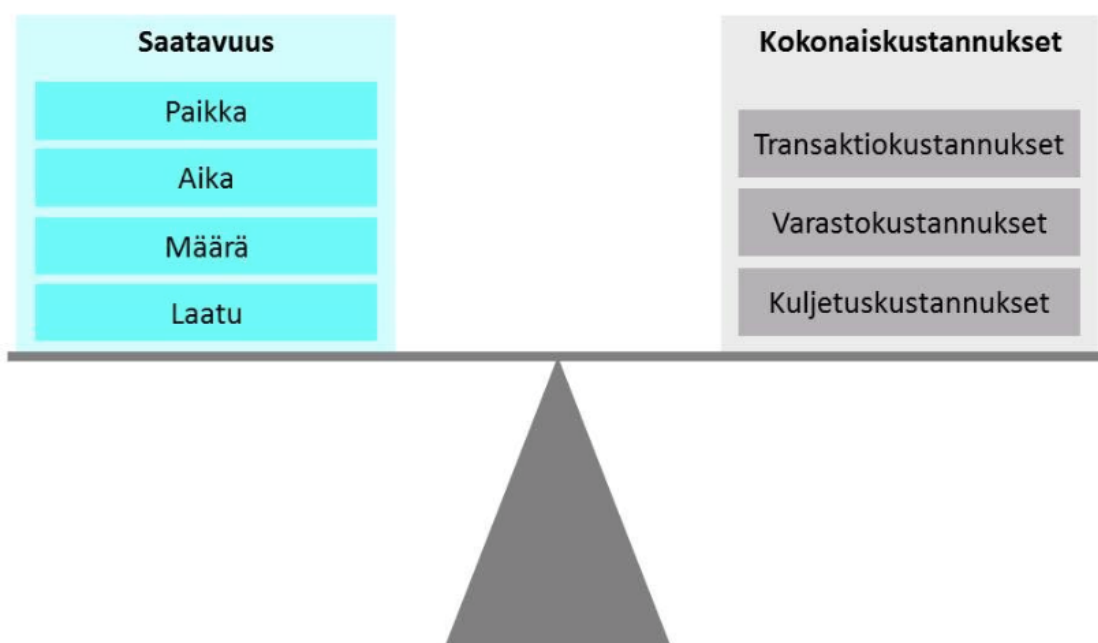 Saatavuus
Paikka
Aika
Määrä
Laatu
Kokonaiskustannukset
Transaktiokustannukset
Varastokustannukset
Kuljetuskustannukset